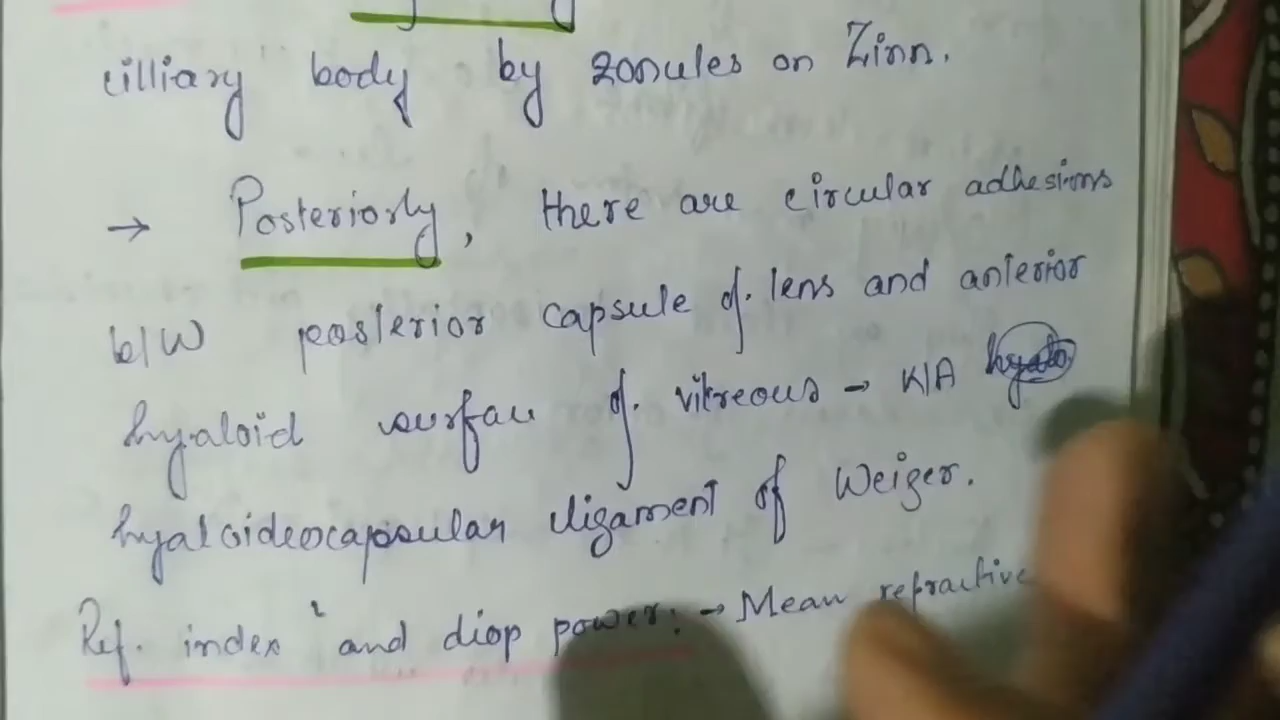 cilliary body by zonules on Zinn.
→ Posteriorly, there are circular adhesions
b/w posterior capsule of lens and anterior
hyaloid surface of vitreous → K/A
hyaloideocapsular ligament of Weiger.
Ref. index and diop power: → Mean refractive